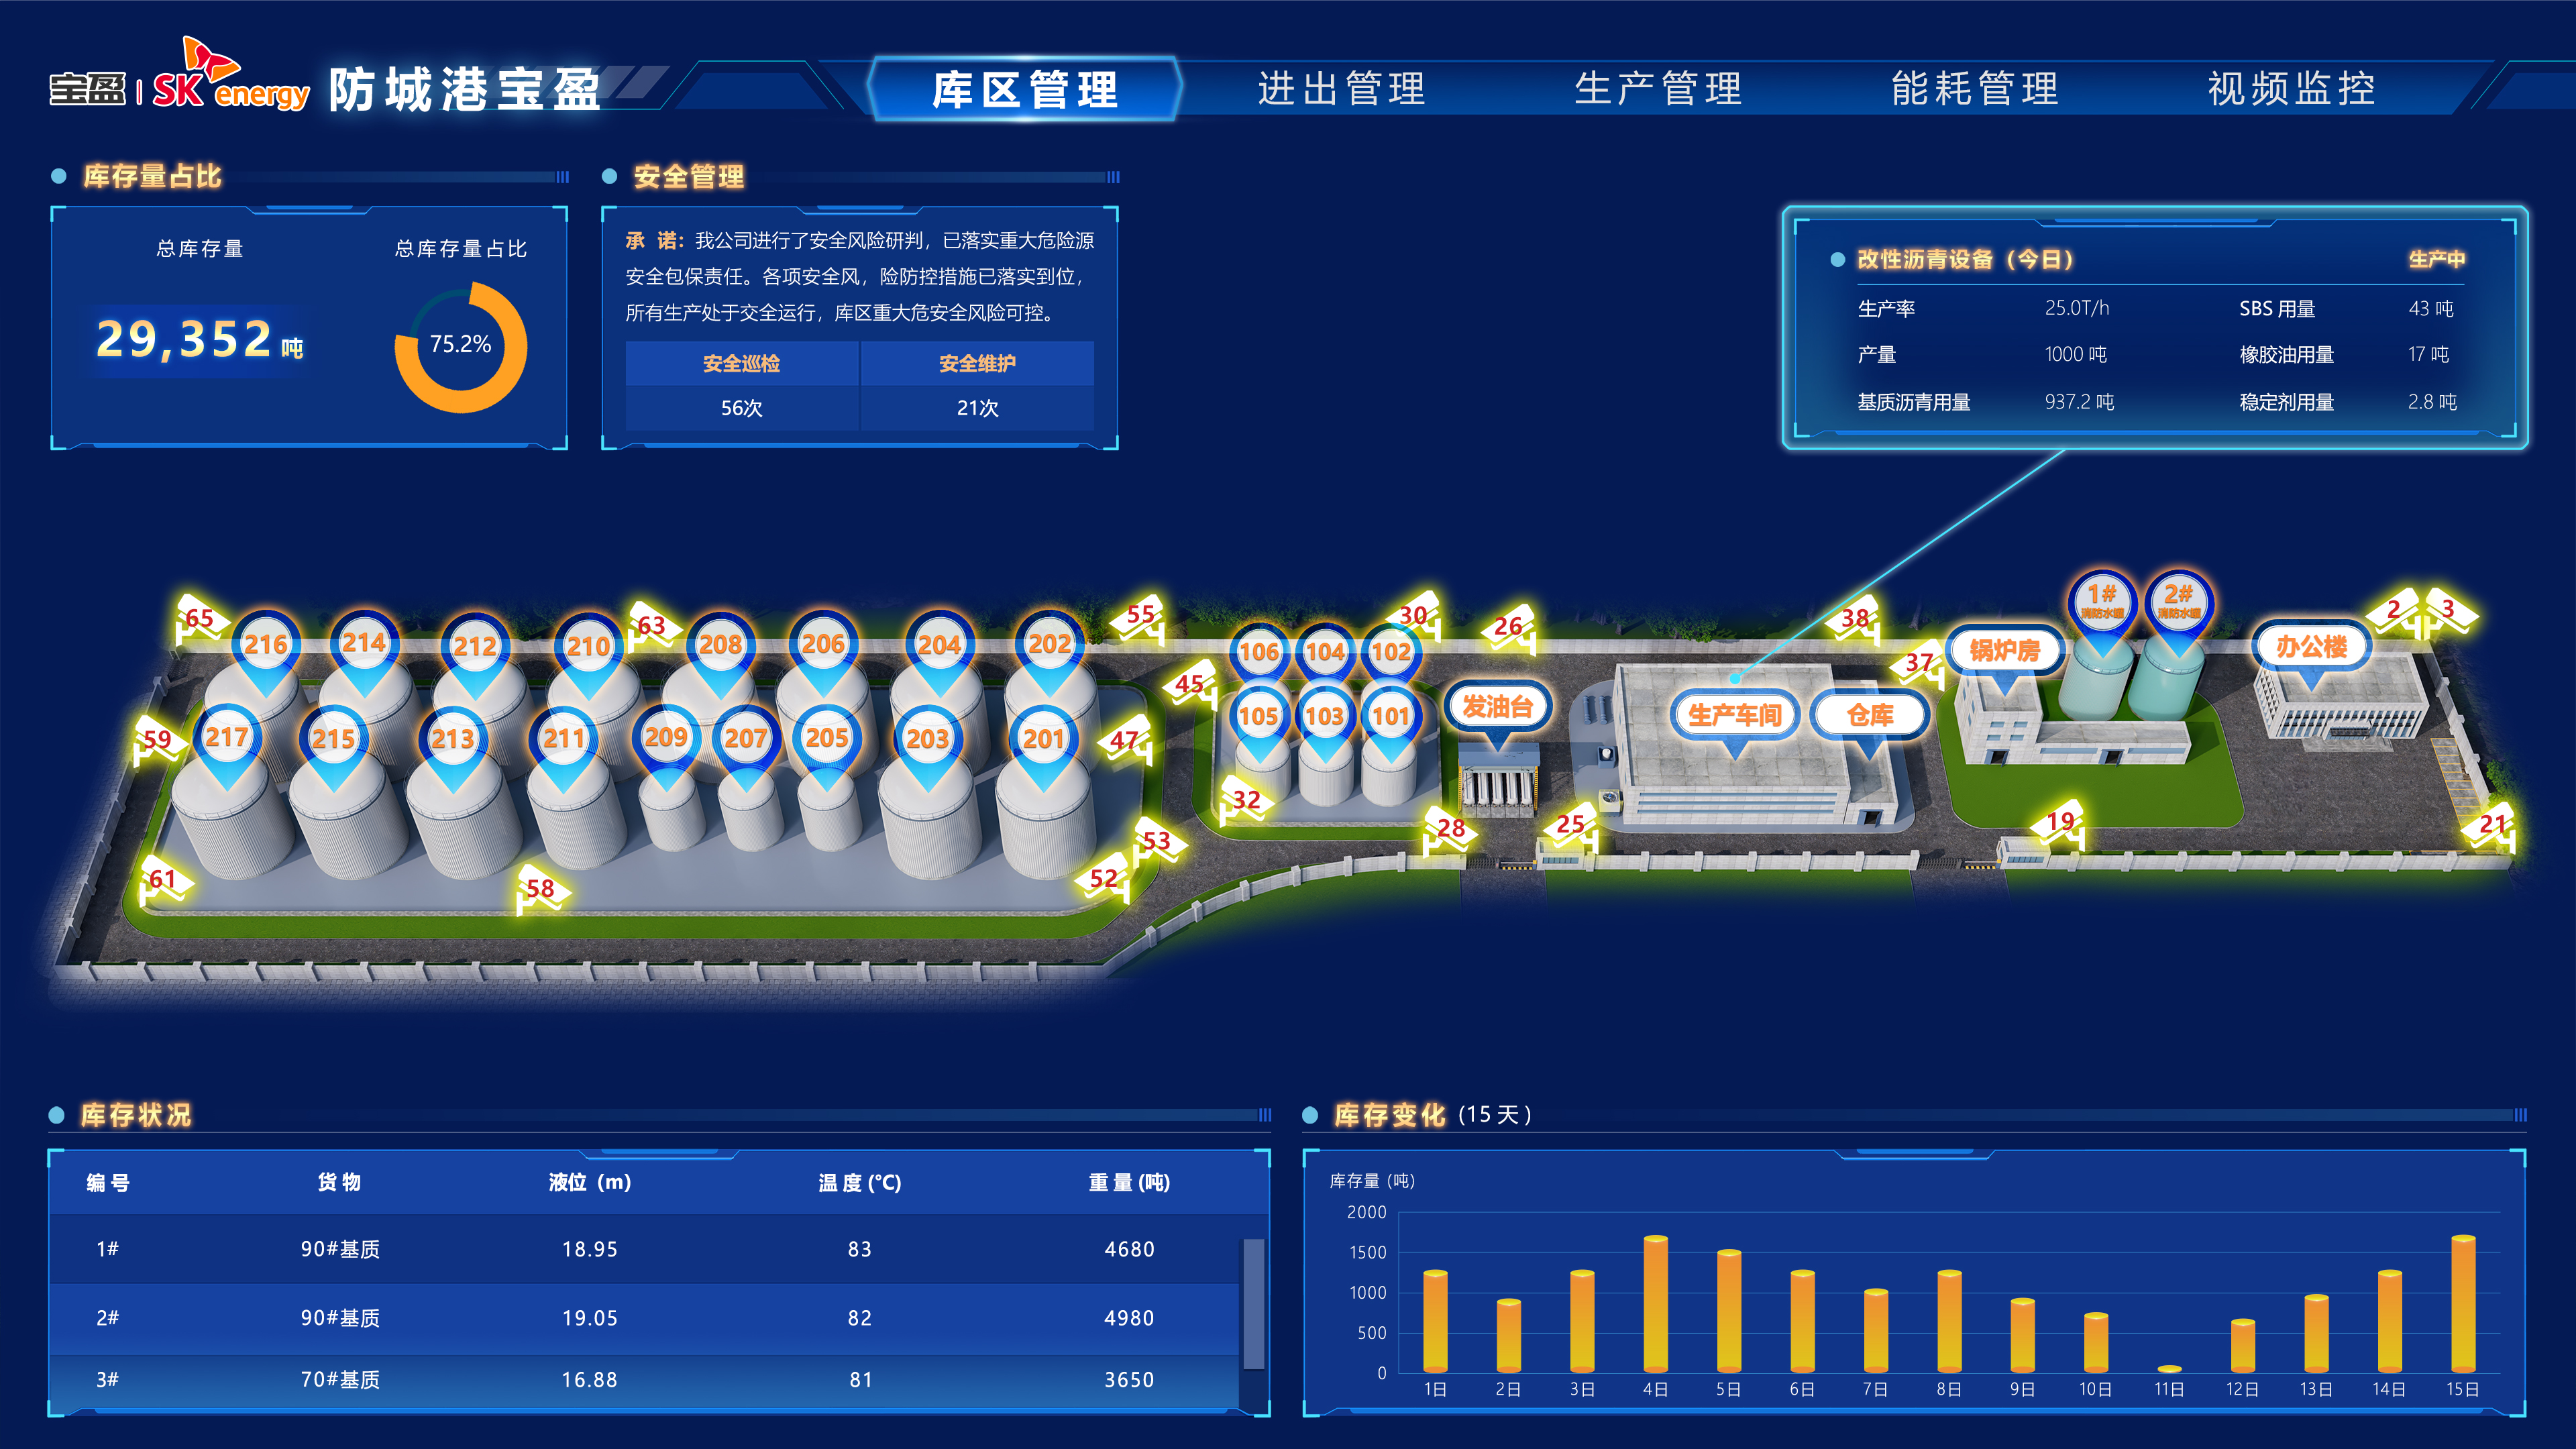 宝盈 SK energy 防城港宝盈
库区管理 进出管理 生产管理 能耗管理 视频监控
库存量占比
总库存量 总库存量占比
29,352 吨
75.2%
安全管理
承 诺：我公司进行了安全风险研判，已落实重大危险源
安全包保责任。各项安全风，险防控措施已落实到位，
所有生产处于交全运行，库区重大危安全风险可控。
安全巡检 安全维护
56次 21次
改性沥青设备（今日） 生产中
生产率 25.0T/h SBS 用量 43 吨
产量 1000 吨 橡胶油用量 17 吨
基质沥青用量 937.2 吨 稳定剂用量 2.8 吨
1# 消防水罐 2# 消防水罐
65 63 55 30 26 38 2 3
216 214 212 210 208 206 204 202 106 104 102 37 锅炉房 办公楼
45
59 217 215 213 211 209 207 205 203 201 47 105 103 101 发油台 生产车间 仓库
32
53 28 25 19 21
61 58 52
库存状况
编 号 货 物 液位 (m) 温 度 (℃) 重 量 (吨)
1# 90#基质 18.95 83 4680
2# 90#基质 19.05 82 4980
3# 70#基质 16.88 81 3650
库存变化 (15 天)
库存量 (吨)
2000
1500
1000
500
0
1日 2日 3日 4日 5日 6日 7日 8日 9日 10日 11日 12日 13日 14日 15日